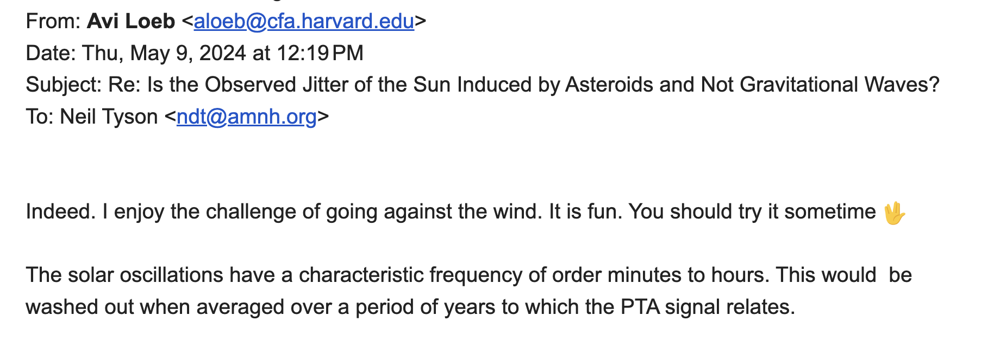 From: Avi Loeb <aloeb@cfa.harvard.edu>
Date: Thu, May 9, 2024 at 12:19 PM
Subject: Re: Is the Observed Jitter of the Sun Induced by Asteroids and Not Gravitational Waves?
To: Neil Tyson <ndt@amnh.org>
Indeed. I enjoy the challenge of going against the wind. It is fun. You should try it sometime 🖖
The solar oscillations have a characteristic frequency of order minutes to hours. This would  be
washed out when averaged over a period of years to which the PTA signal relates.